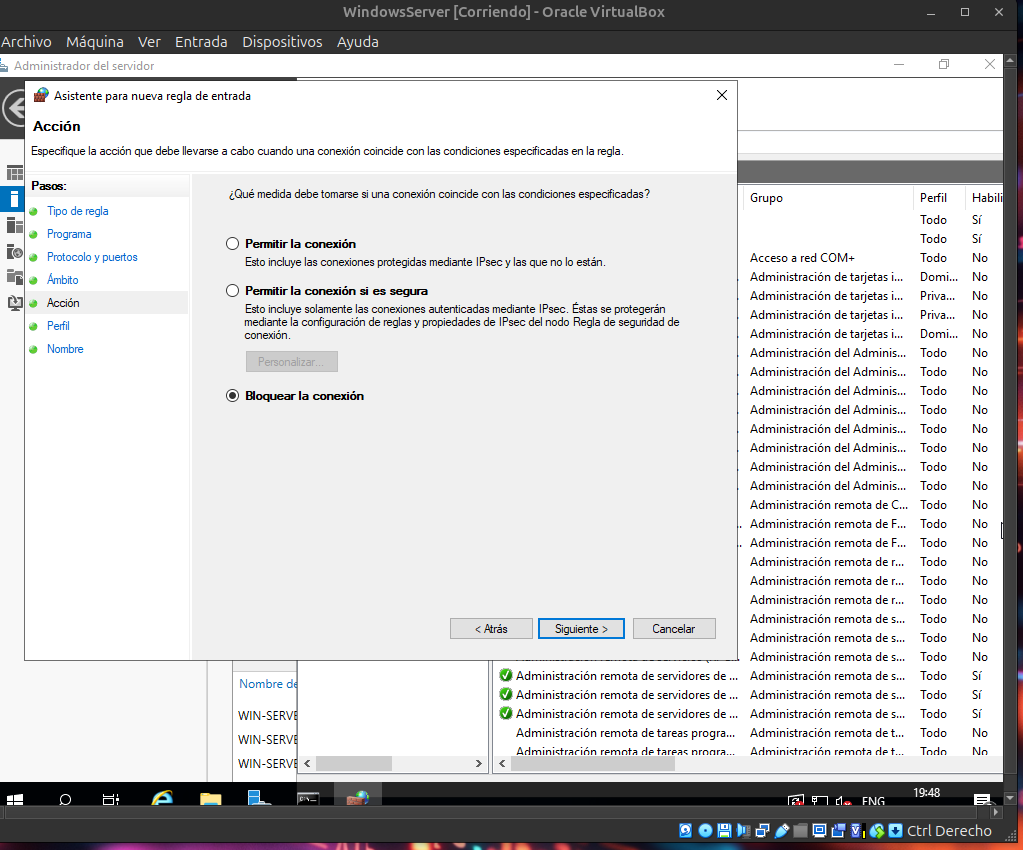 WindowsServer [Corriendo] - Oracle VirtualBox
Archivo Máquina Ver Entrada Dispositivos Ayuda
Administrador del servidor
Asistente para nueva regla de entrada
Acción
Especifique la acción que debe llevarse a cabo cuando una conexión coincide con las condiciones especificadas en la regla.
Pasos:
Tipo de regla
Programa
Protocolo y puertos
Ámbito
Acción
Perfil
Nombre
¿Qué medida debe tomarse si una conexión coincide con las condiciones especificadas?
Permitir la conexión
Esto incluye las conexiones protegidas mediante IPsec y las que no lo están.
Permitir la conexión si es segura
Esto incluye solamente las conexiones autenticadas mediante IPsec. Éstas se protegerán
mediante la configuración de reglas y propiedades de IPsec del nodo Regla de seguridad de
conexión.
Personalizar...
Bloquear la conexión
< Atrás Siguiente > Cancelar
Grupo Perfil Habili
Todo Sí
Todo Sí
Acceso a red COM+ Todo No
Administración de tarjetas i... Domi... No
Administración de tarjetas i... Priva... No
Administración de tarjetas i... Priva... No
Administración de tarjetas i... Domi... No
Administración del Adminis... Todo No
Administración del Adminis... Todo No
Administración del Adminis... Todo No
Administración del Adminis... Todo No
Administración del Adminis... Todo No
Administración del Adminis... Todo No
Administración del Adminis... Todo No
Administración del Adminis... Todo No
Administración remota de C... Todo No
Administración remota de F... Todo No
Administración remota de F... Todo No
Administración remota de r... Todo No
Administración remota de r... Todo No
Administración remota de r... Todo No
Administración remota de s... Todo No
Administración remota de s... Todo No
Administración remota de s... Todo No
Administración remota de servidores de ... Administración remota de s... Todo Sí
Administración remota de servidores de ... Administración remota de s... Todo Sí
Administración remota de servidores de ... Administración remota de s... Todo Sí
Administración remota de tareas progra... Administración remota de t... Todo No
Administración remota de tareas progra... Administración remota de t... Todo No
Nombre de
WIN-SERVE
WIN-SERVE
WIN-SERVE
ENG
19:48
Ctrl Derecho